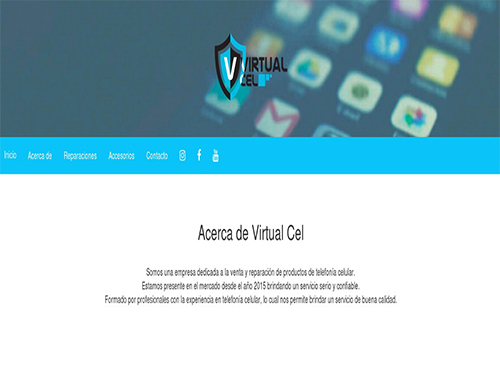 VIRTUAL
CEL
Inicio Acerca de Reparaciones Accesorios Contacto
Acerca de Virtual Cel
Somos una empresa dedicada a la venta y reparación de productos de telefonía celular.
Estamos presente en el mercado desde el año 2015 brindando un servicio serio y confiable.
Formado por profesionales con la experiencia en telefonía celular, lo cual nos permite brindar un servicio de buena calidad.